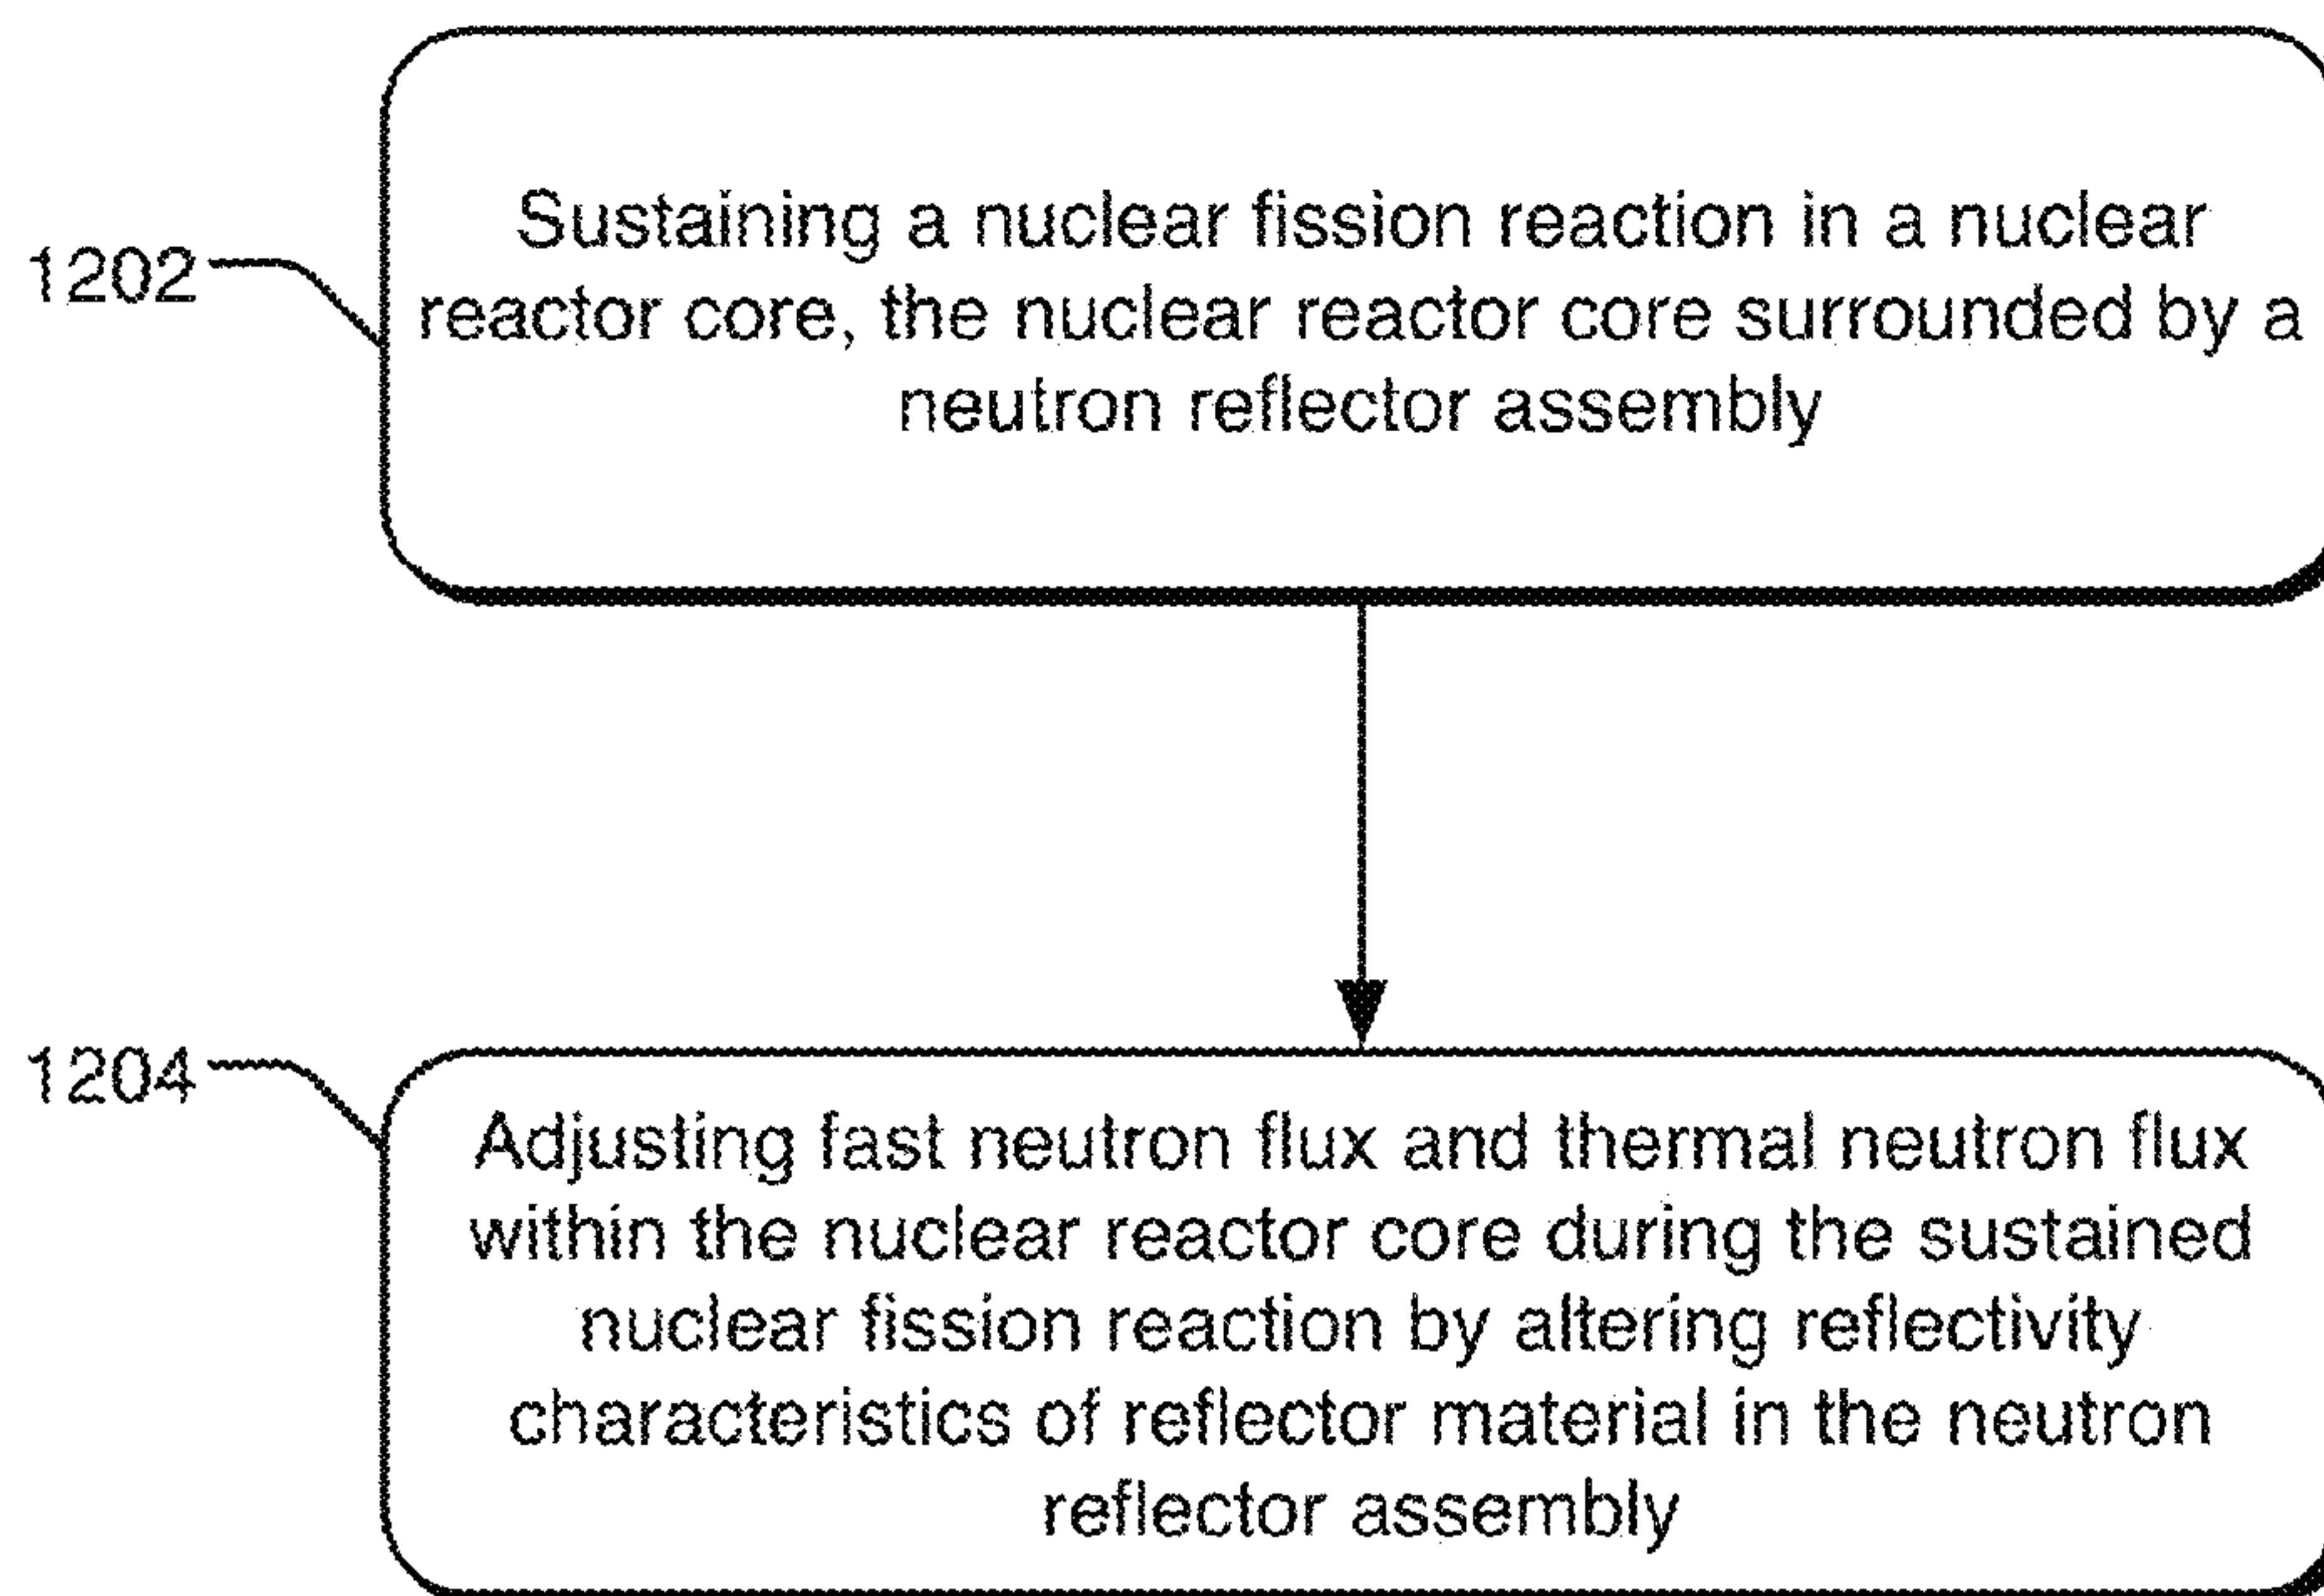 1202
Sustaining a nuclear fission reaction in a nuclear
reactor core, the nuclear reactor core surrounded by a
neutron reflector assembly
1204
Adjusting fast neutron flux and thermal neutron flux
within the nuclear reactor core during the sustained
nuclear fission reaction by altering reflectivity
characteristics of reflector material in the neutron
reflector assembly